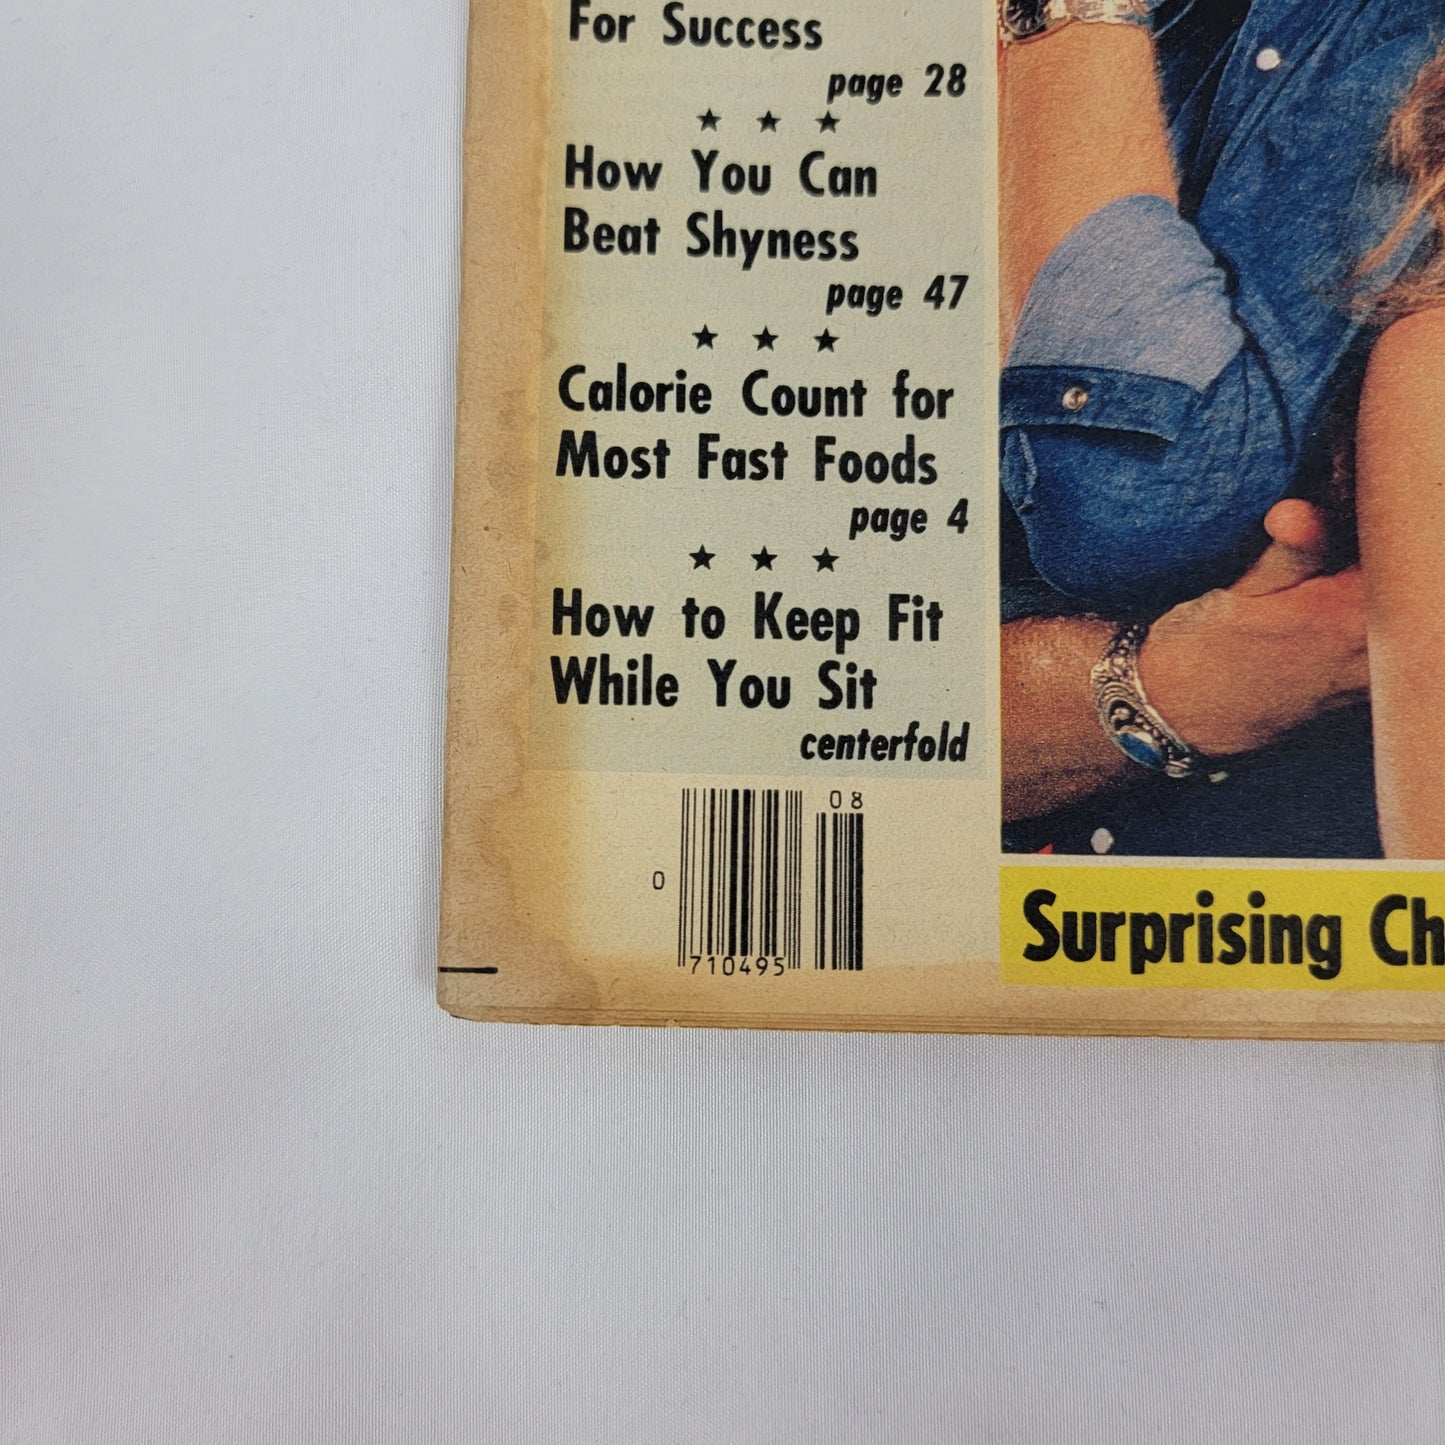 For Success
page 28
★ ★ ★
How You Can
Beat Shyness
page 47
★ ★ ★
Calorie Count for
Most Fast Foods
page 4
★ ★ ★
How to Keep Fit
While You Sit
centerfold
08
0
710495
Surprising Ch